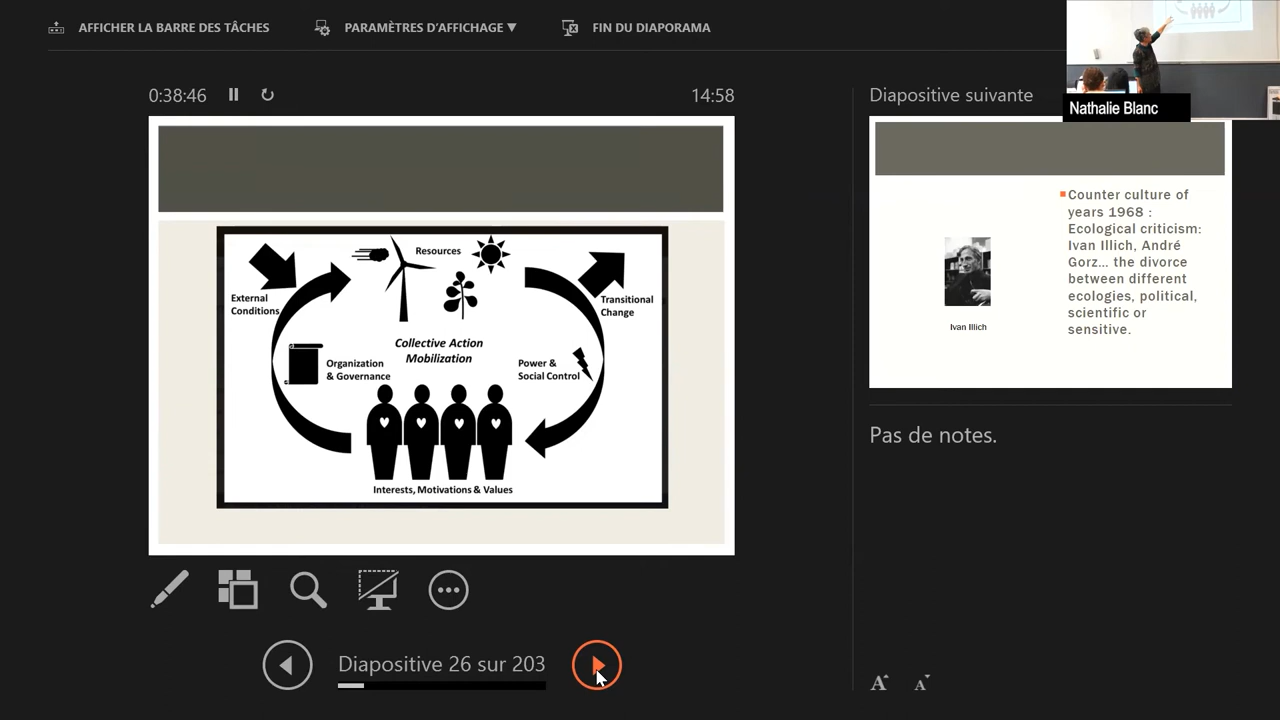 AFFICHER LA BARRE DES TÂCHES
PARAMÈTRES D'AFFICHAGE ▼
FIN DU DIAPORAMA
Nathalie Blanc
0:38:46
14:58
Resources
External
Conditions
Transitional
Change
Collective Action
Mobilization
Organization
& Governance
Power &
Social Control
Interests, Motivations & Values
Diapositive 26 sur 203
Diapositive suivante
Counter culture of
years 1968 :
Ecological criticism:
Ivan Illich, André
Gorz... the divorce
between different
ecologies, political,
scientific or
sensitive.
Ivan Illich
Pas de notes.
A A